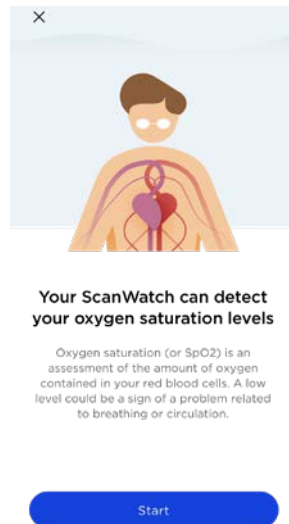 Your ScanWatch can detect
your oxygen saturation levels
Oxygen saturation (or SpO2) is an
assessment of the amount of oxygen
contained in your red blood cells. A low
level could be a sign of a problem related
to breathing or circulation.
Start